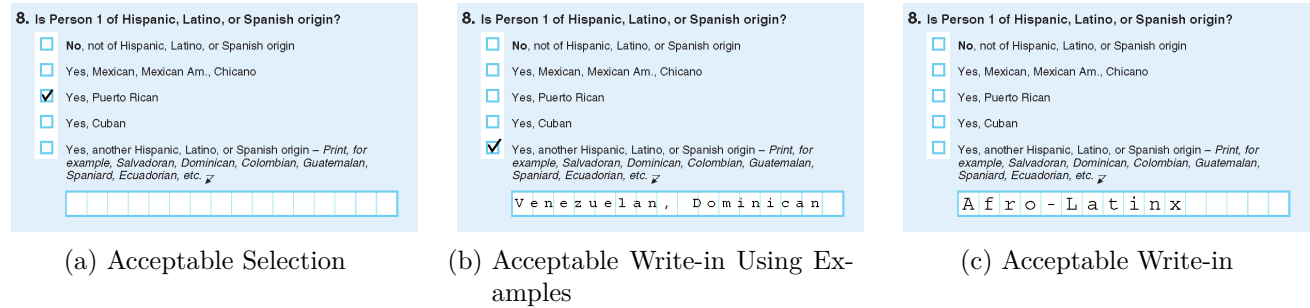 8. Is Person 1 of Hispanic, Latino, or Spanish origin?
No, not of Hispanic, Latino, or Spanish origin
Yes, Mexican, Mexican Am., Chicano
Yes, Puerto Rican
Yes, Cuban
Yes, another Hispanic, Latino, or Spanish origin – Print, for
example, Salvadoran, Dominican, Colombian, Guatemalan,
Spaniard, Ecuadorian, etc.
(a) Acceptable Selection
8. Is Person 1 of Hispanic, Latino, or Spanish origin?
No, not of Hispanic, Latino, or Spanish origin
Yes, Mexican, Mexican Am., Chicano
Yes, Puerto Rican
Yes, Cuban
Yes, another Hispanic, Latino, or Spanish origin – Print, for
example, Salvadoran, Dominican, Colombian, Guatemalan,
Spaniard, Ecuadorian, etc.
Venezuelan, Dominican
(b) Acceptable Write-in Using Ex-
amples
8. Is Person 1 of Hispanic, Latino, or Spanish origin?
No, not of Hispanic, Latino, or Spanish origin
Yes, Mexican, Mexican Am., Chicano
Yes, Puerto Rican
Yes, Cuban
Yes, another Hispanic, Latino, or Spanish origin – Print, for
example, Salvadoran, Dominican, Colombian, Guatemalan,
Spaniard, Ecuadorian, etc.
Afro-Latinx
(c) Acceptable Write-in